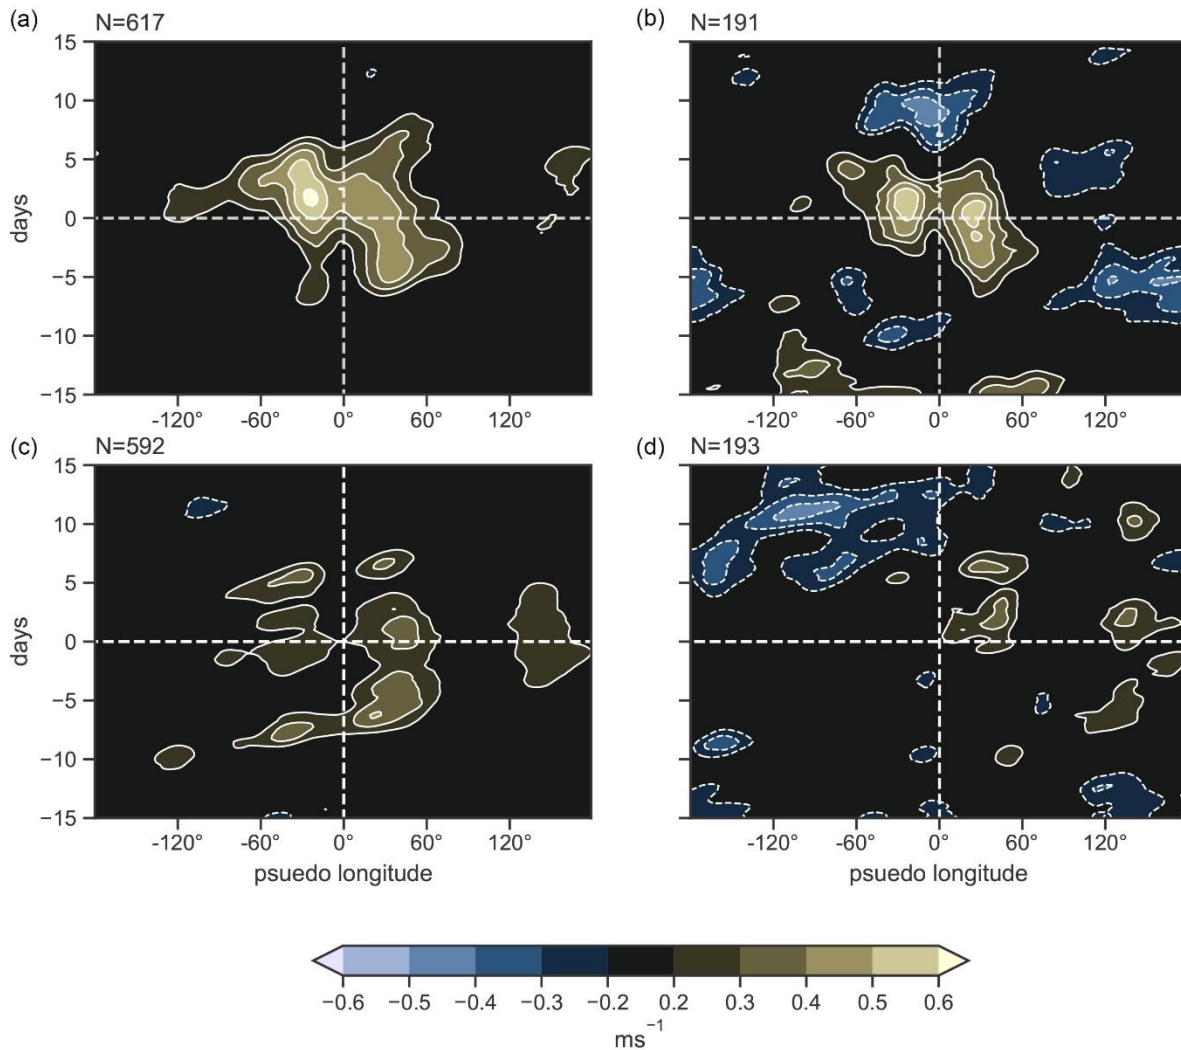 (a) N=617
(b) N=191
15
10
5
0
−5
−10
−15
days
-120° -60° 0° 60° 120°
-120° -60° 0° 60° 120°
(c) N=592
(d) N=193
15
10
5
0
−5
−10
−15
days
-120° -60° 0° 60° 120°
-120° -60° 0° 60° 120°
psuedo longitude
psuedo longitude
−0.6 −0.5 −0.4 −0.3 −0.2 0.2 0.3 0.4 0.5 0.6
ms⁻¹